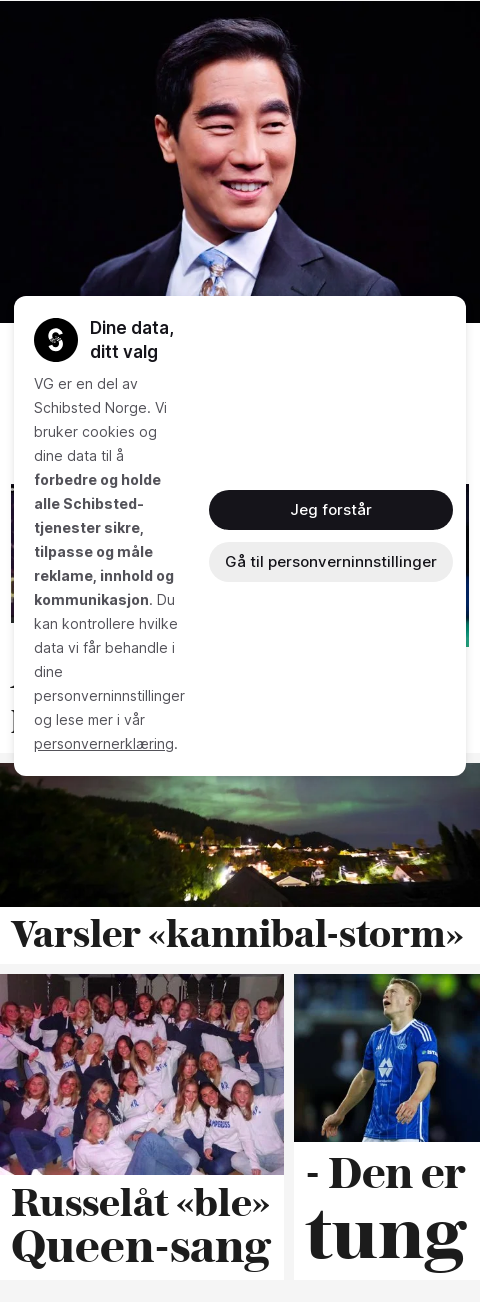 Dine data,
ditt valg
VG er en del av
Schibsted Norge. Vi
bruker cookies og
dine data til å
forbedre og holde
alle Schibsted-
tjenester sikre,
tilpasse og måle
reklame, innhold og
kommunikasjon. Du
kan kontrollere hvilke
data vi får behandle i
dine
personverninnstillinger
og lese mer i vår
personvernerklæring.
Jeg forstår
Gå til personverninnstillinger
Varsler «kannibal-storm»
Russelåt «ble»
Queen-sang
- Den er
tung